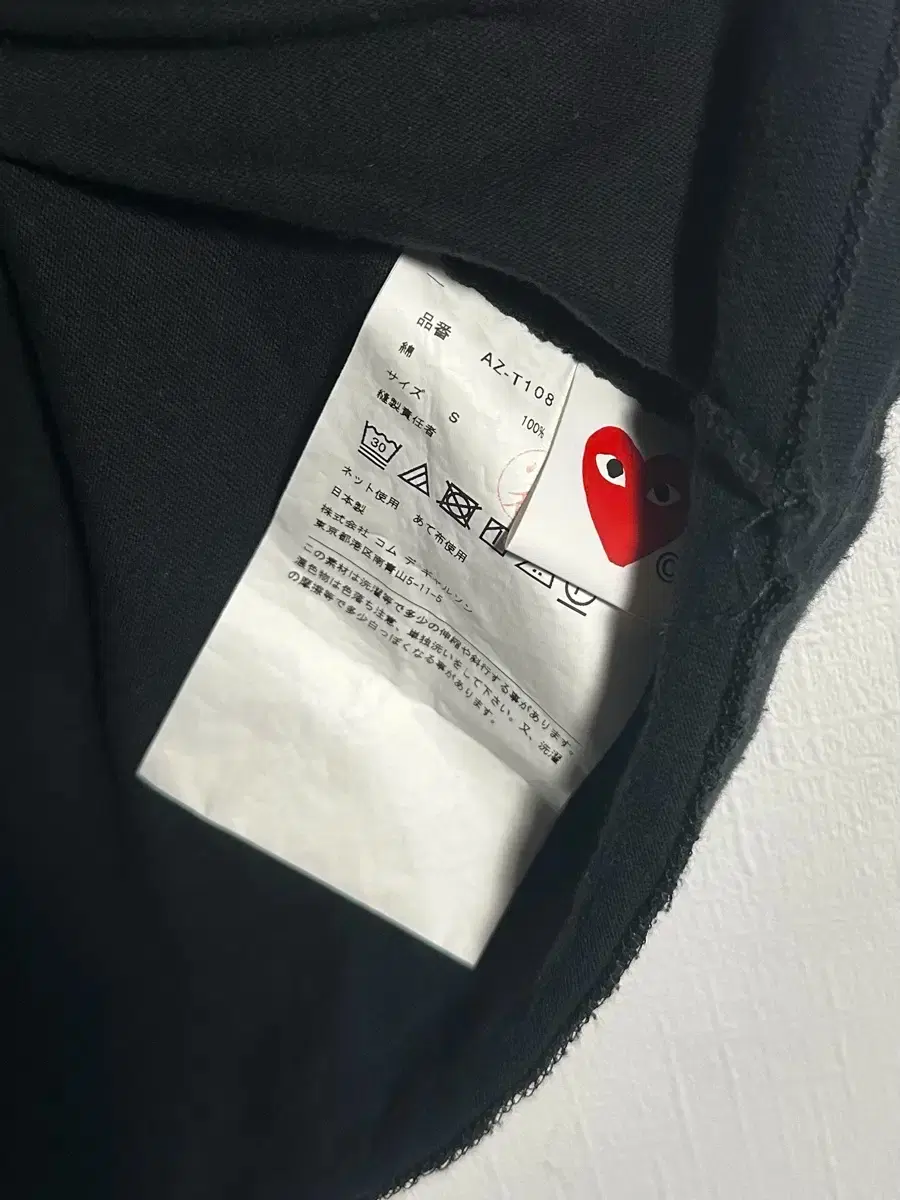 品番 AZ-T108
綿 100%
サイズ S
縫製責任者
30
ネット使用 あて布使用
日本製
株式会社 コム デ ギャルソン
東京都港区南青山5-11-5
この素材は洗濯等で多少の伸縮や斜行する事があります。
濃色物は色落ち注意、単独洗いをして下さい。又、洗濯
の摩擦等で多少白っぽくなる事があります。
©